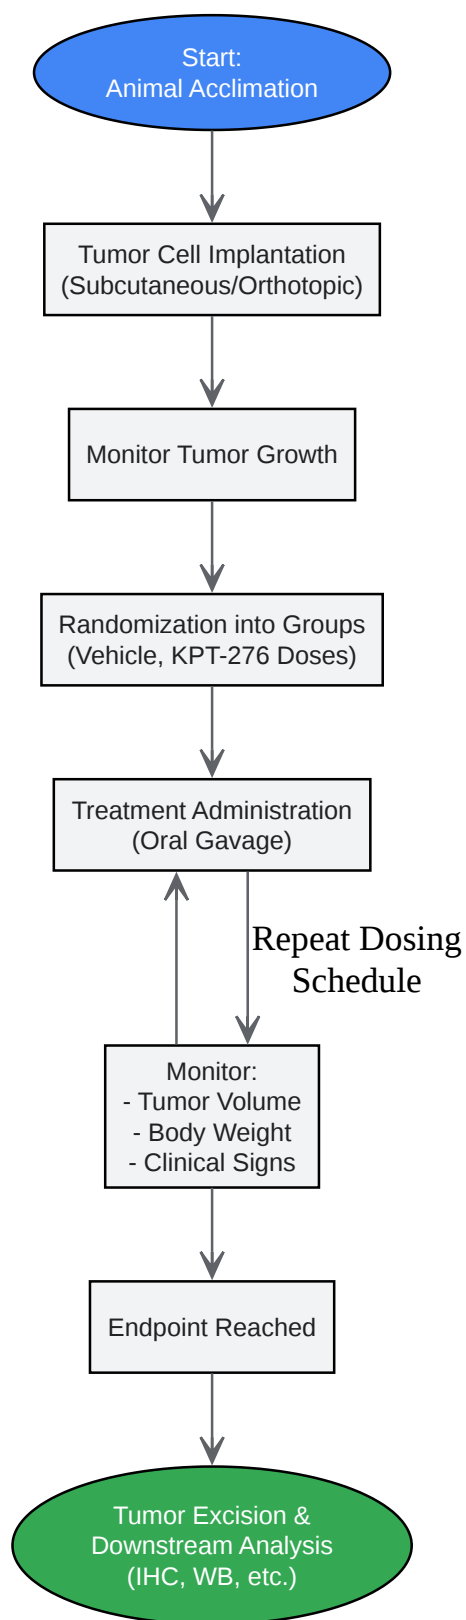 Start:
Animal Acclimation
Tumor Cell Implantation
(Subcutaneous/Orthotopic)
Monitor Tumor Growth
Randomization into Groups
(Vehicle, KPT-276 Doses)
Treatment Administration
(Oral Gavage)
Repeat Dosing
Schedule
Monitor:
- Tumor Volume
- Body Weight
- Clinical Signs
Endpoint Reached
Tumor Excision &
Downstream Analysis
(IHC, WB, etc.)